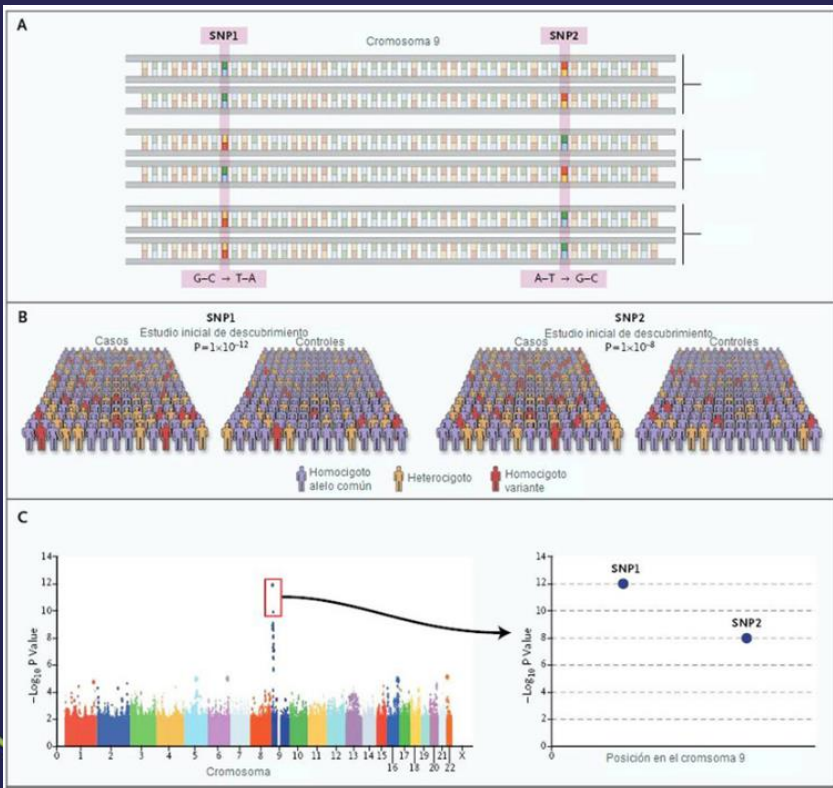 A
SNP1
Cromosoma 9
SNP2
G–C → T–A
A–T → G–C
B
SNP1
Estudio inicial de descubrimiento
Casos
P=1×10⁻¹²
Controles
SNP2
Estudio inicial de descubrimiento
Casos
P=1×10⁻⁸
Controles
Homocigoto
alelo común
Heterocigoto
Homocigoto
variante
C
−Log₁₀ P Value
14
12
10
8
6
4
2
0
0
1 2 3 4 5 6 7 8 9 10 11 12 13 14 15 16 17 18 19 20 21 22 X
Cromosoma
−Log₁₀ P Value
14
12
10
8
6
4
2
0
0
SNP1
SNP2
Posición en el cromsoma 9